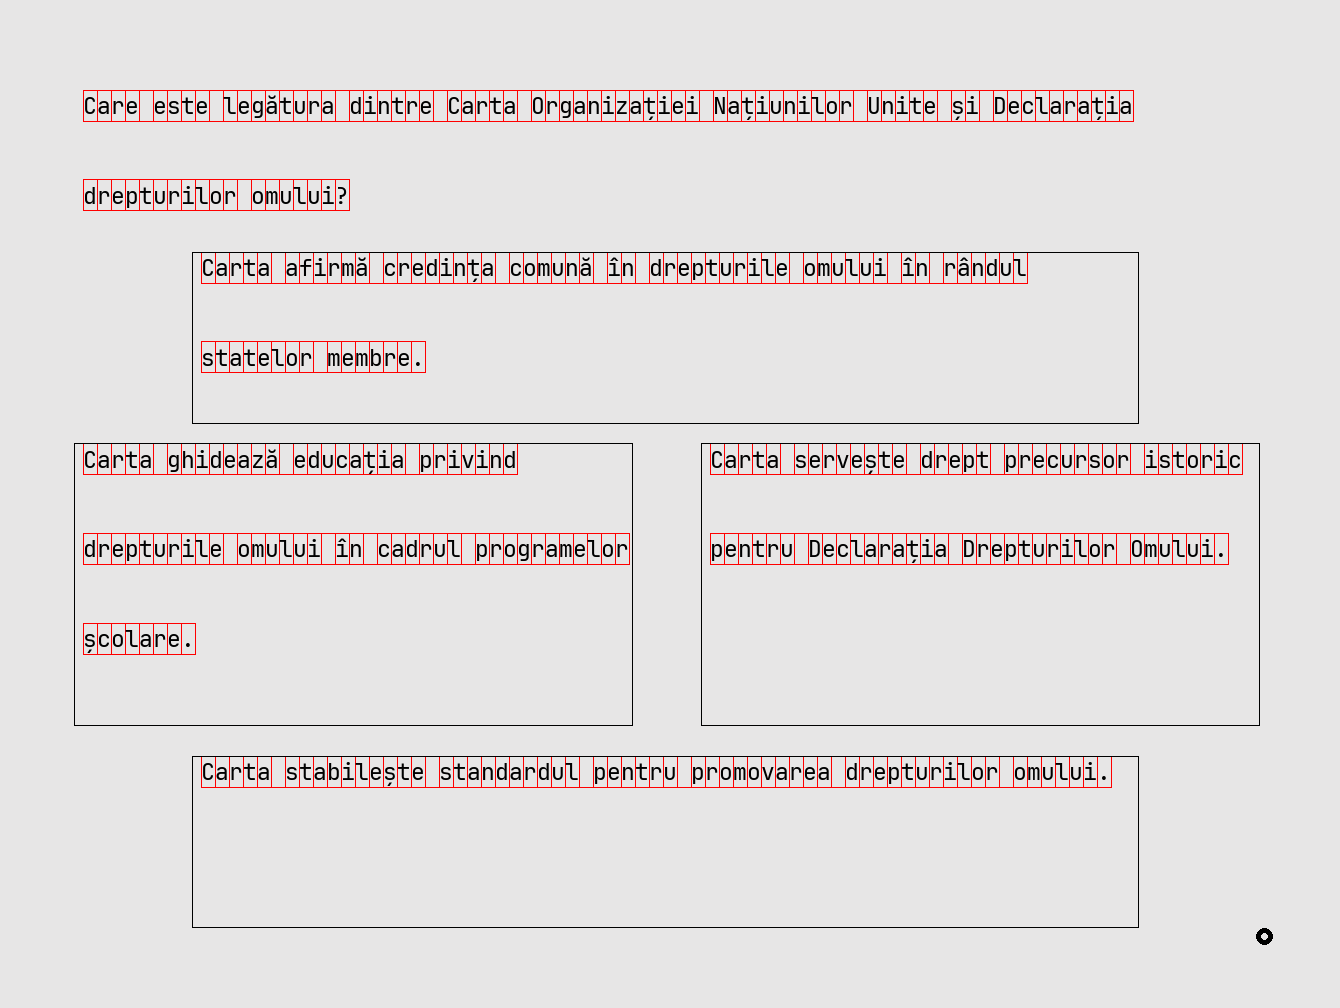 Care este legătura dintre Carta Organizației Națiunilor Unite și Declarația
drepturilor omului?
Carta afirmă credința comună în drepturile omului în rândul
statelor membre.
Carta ghidează educația privind
drepturile omului în cadrul programelor
școlare.
Carta servește drept precursor istoric
pentru Declarația Drepturilor Omului.
Carta stabilește standardul pentru promovarea drepturilor omului.